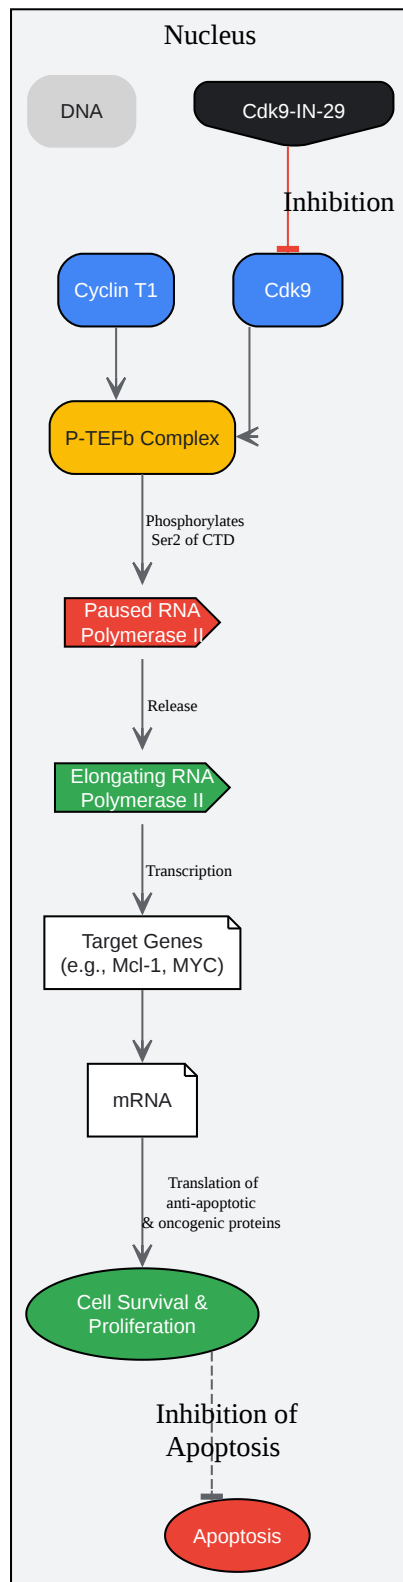 Nucleus
DNA
Cdk9-IN-29
Inhibition
Cyclin T1
Cdk9
P-TEFb Complex
Phosphorylates
Ser2 of CTD
Paused RNA
Polymerase II
Release
Elongating RNA
Polymerase II
Transcription
Target Genes
(e.g., Mcl-1, MYC)
mRNA
Translation of
anti-apoptotic
& oncogenic proteins
Cell Survival &
Proliferation
Inhibition of
Apoptosis
Apoptosis